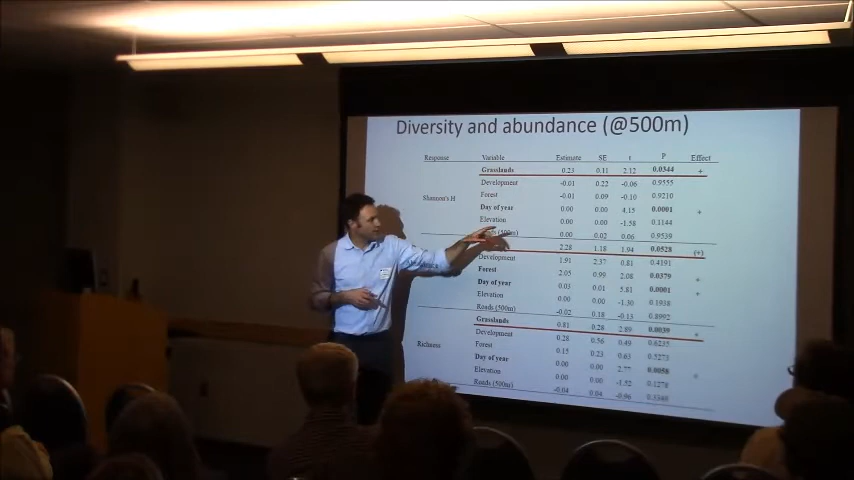 Diversity and abundance (@500m)
Response Variable Estimate SE t P Effect
Grasslands 0.23 0.11 2.12 0.0344 +
Development -0.01 0.22 -0.06 0.9555
Forest -0.01 0.09 -0.10 0.9210
Shannon's H
Day of year 0.00 0.00 4.15 0.0001 +
Elevation 0.00 0.00 -1.58 0.1144
(500m) 0.00 0.02 0.06 0.9539
2.28 1.18 1.94 0.0528 (+)
Development 1.91 2.37 0.81 0.4191
Forest 2.05 0.99 2.08 0.0379 +
Day of year 0.03 0.01 5.81 0.0001 +
Elevation 0.00 0.00 -1.30 0.1938
Roads (500m) -0.02 0.18 -0.13 0.8992
Grasslands 0.81 0.28 2.89 0.0039 +
Development 0.28 0.56 0.49 0.6235
Richness Forest 0.15 0.23 0.63 0.5273
Day of year 0.00 0.00 2.77 0.0056 +
Elevation 0.00 0.00 -1.52 0.1278
Roads (500m) -0.04 0.04 -0.96 0.3348